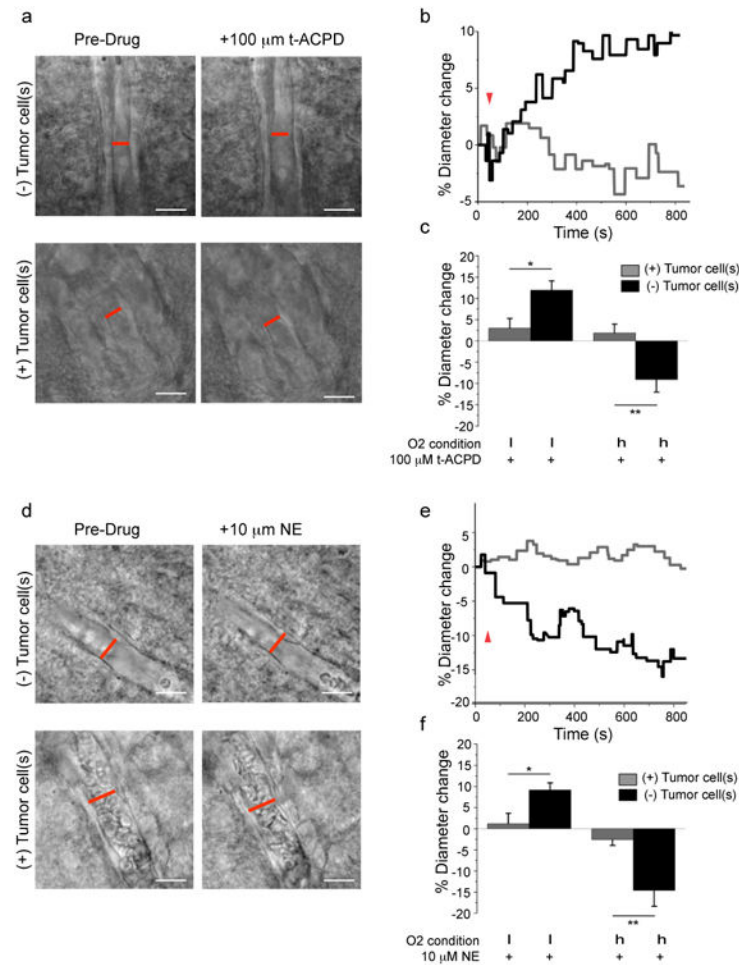 a
Pre-Drug +100 μm t-ACPD
(-) Tumor cell(s)
(+) Tumor cell(s)
b
% Diameter change
10
5
0
-5
0 200 400 600 800
Time (s)
c
% Diameter change
20
15
10
5
0
-5
-10
-15
-20
*
**
(+) Tumor cell(s)
(-) Tumor cell(s)
O2 condition l l h h
100 μM t-ACPD + + + +
d
Pre-Drug +10 μm NE
(-) Tumor cell(s)
(+) Tumor cell(s)
e
% Diameter change
5
0
-5
-10
-15
-20
0 200 400 600 800
Time (s)
f
% Diameter change
20
15
10
5
0
-5
-10
-15
-20
*
**
(+) Tumor cell(s)
(-) Tumor cell(s)
O2 condition l l h h
10 μM NE + + + +